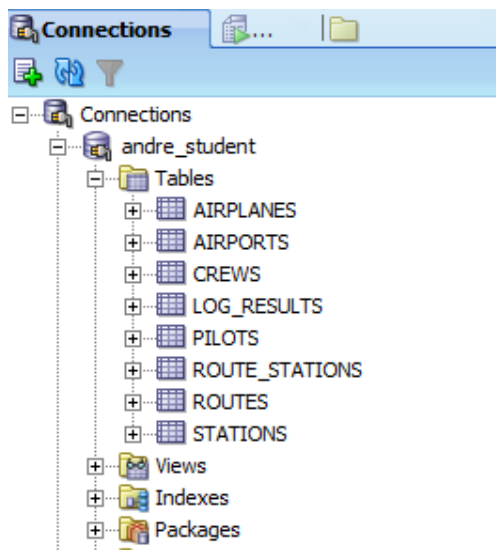 Connections
...
Connections
andre_student
Tables
AIRPLANES
AIRPORTS
CREWS
LOG_RESULTS
PILOTS
ROUTE_STATIONS
ROUTES
STATIONS
Views
Indexes
Packages